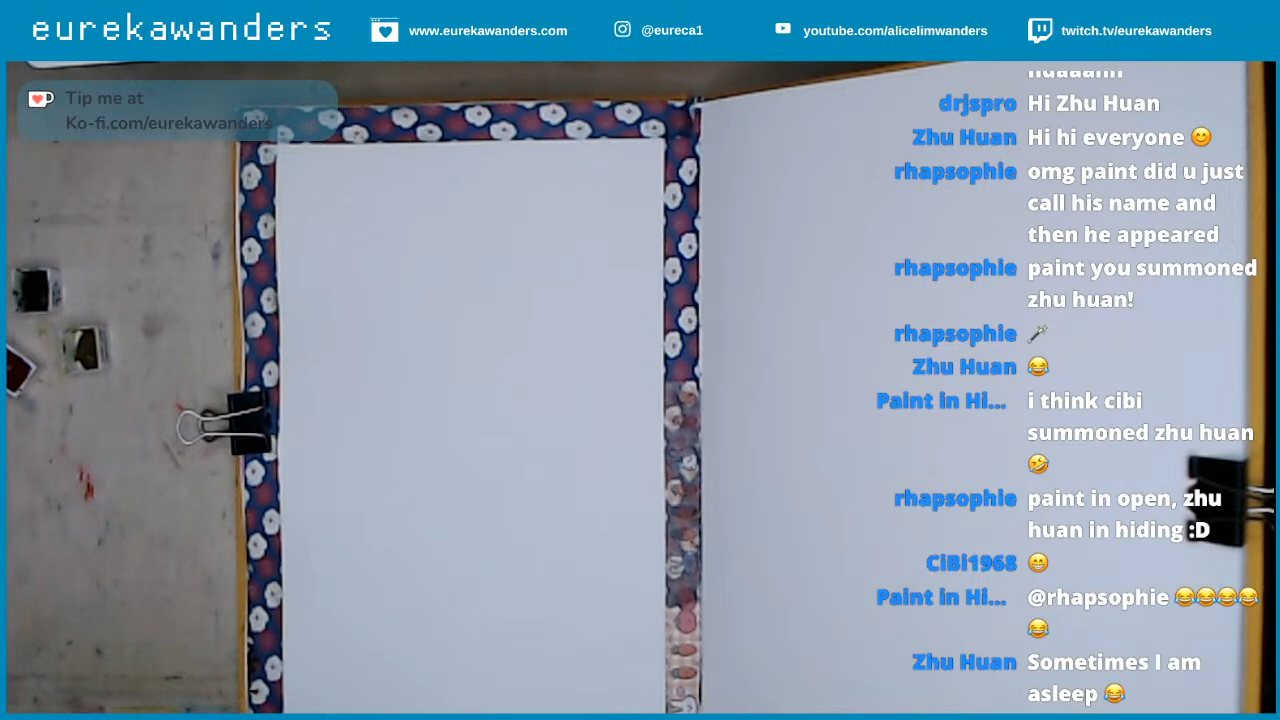 eurekawanders
www.eurekawanders.com
@eureca1
youtube.com/alicelimwanders
twitch.tv/eurekawanders
Tip me at
Ko-fi.com/eurekawanders
drjspro Hi Zhu Huan
Zhu Huan Hi hi everyone 😊
rhapsophie omg paint did u just
call his name and
then he appeared
rhapsophie paint you summoned
zhu huan!
rhapsophie 🪄
Zhu Huan 😂
Paint in Hi... i think cibi
summoned zhu huan
🤣
rhapsophie paint in open, zhu
huan in hiding :D
CiBi1968 😁
Paint in Hi... @rhapsophie 😂😂😂😂
😂
Zhu Huan Sometimes I am
asleep 😂